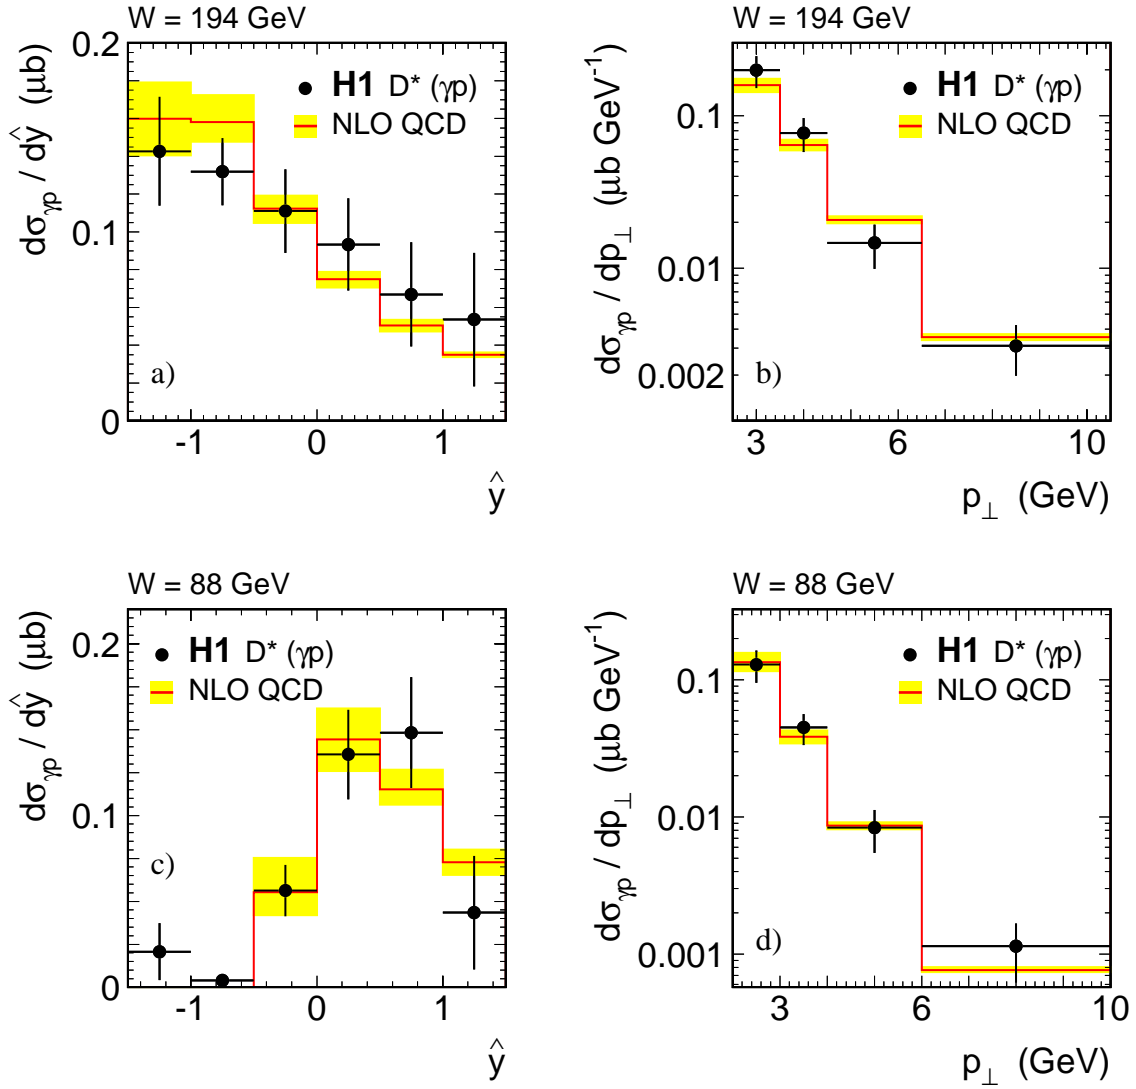 W = 194 GeV
dσγp / dŷ (μb)
0.2
0.1
0
H1 D* (γp)
NLO QCD
a)
-1 0 1
ŷ
W = 194 GeV
dσγp / dp⊥ (μb GeV-1)
0.1
0.01
0.002
H1 D* (γp)
NLO QCD
b)
3 6 10
p⊥ (GeV)
W = 88 GeV
dσγp / dŷ (μb)
0.2
0.1
0
H1 D* (γp)
NLO QCD
c)
-1 0 1
ŷ
W = 88 GeV
dσγp / dp⊥ (μb GeV-1)
0.1
0.01
0.001
H1 D* (γp)
NLO QCD
d)
3 6 10
p⊥ (GeV)